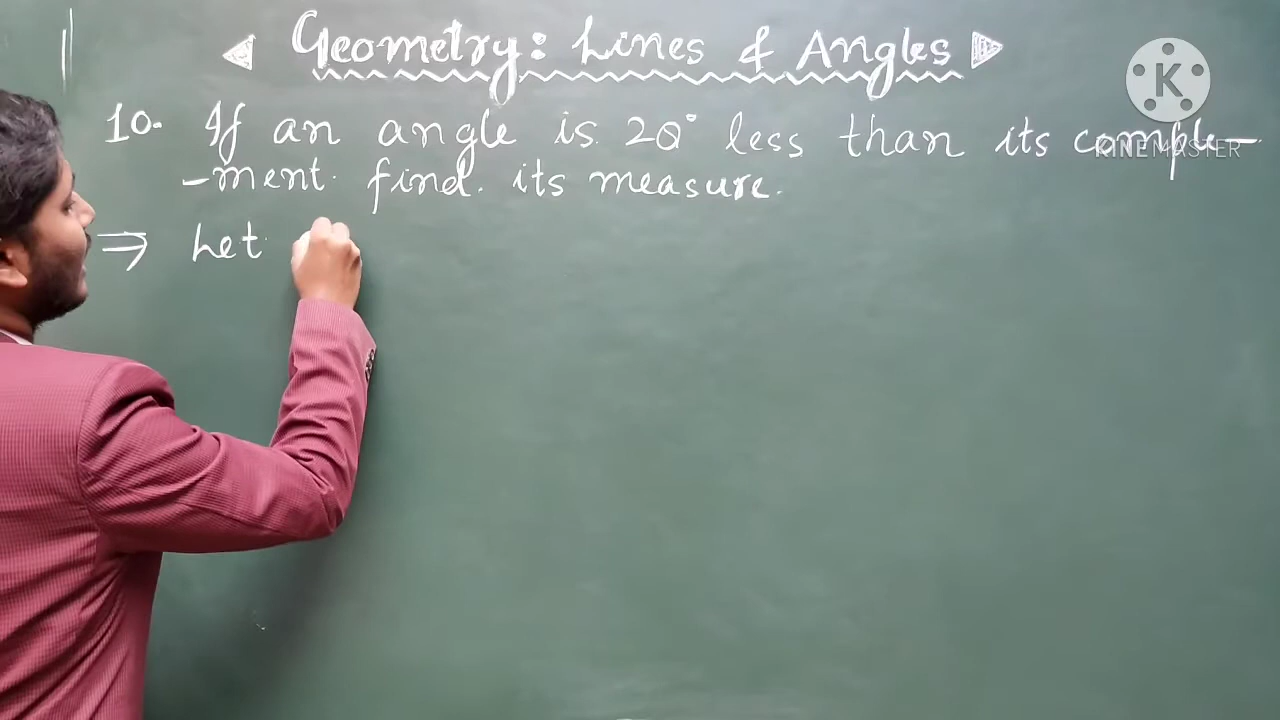 Geometry: Lines & Angles
K
KINEMASTER
10. If an angle is 20° less than its comple-
-ment find its measure.
⇒ Let